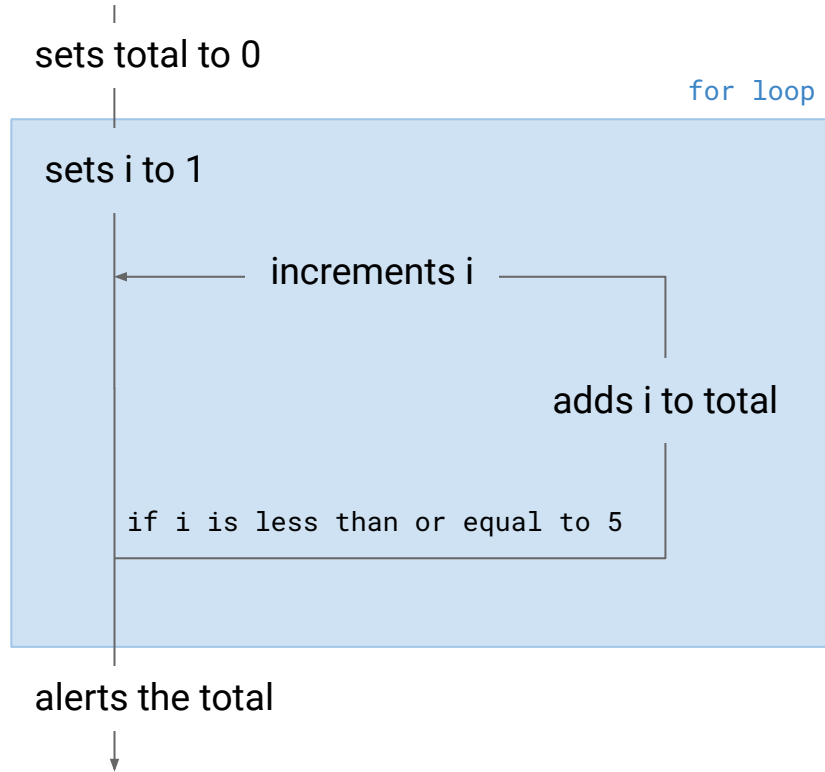 sets total to 0
for loop
sets i to 1
increments i
adds i to total
if i is less than or equal to 5
alerts the total